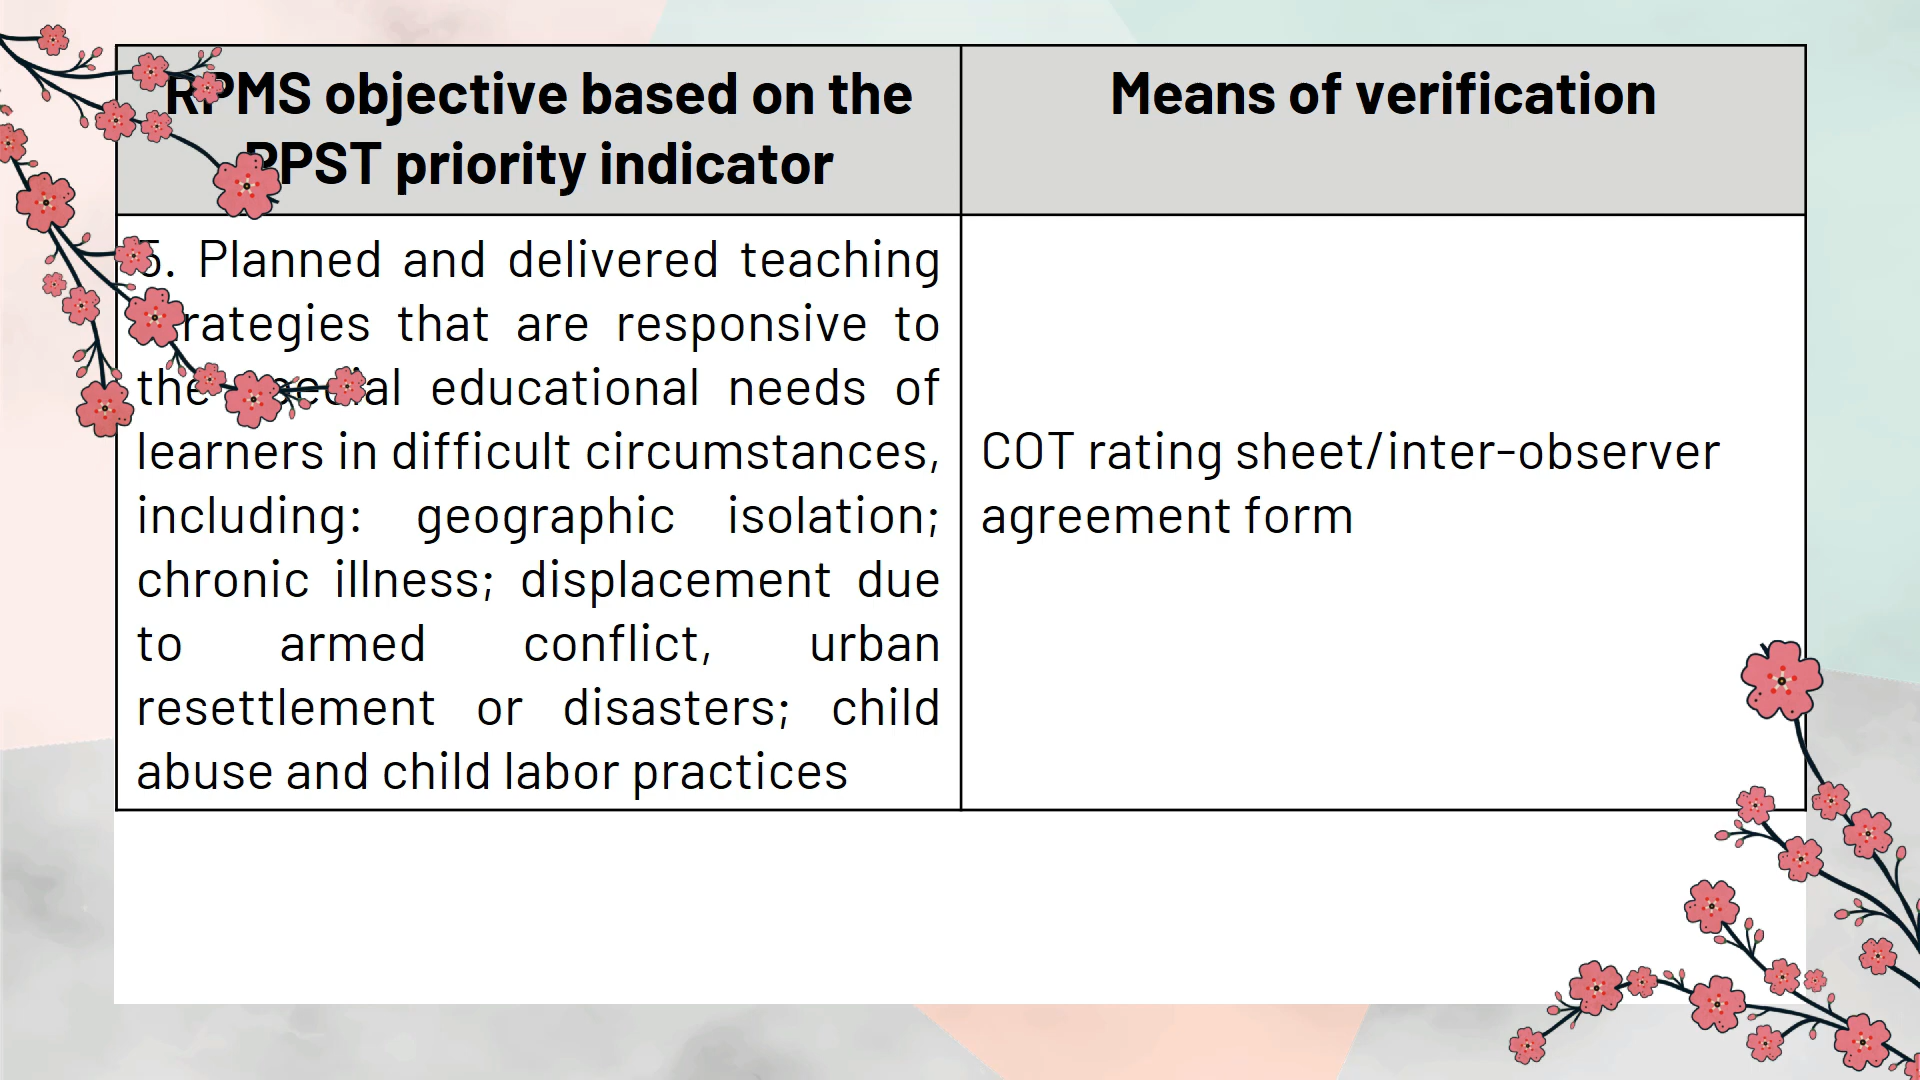 RPMS objective based on the
PPST priority indicator
Means of verification
5. Planned and delivered teaching
strategies that are responsive to
the special educational needs of
learners in difficult circumstances,
including: geographic isolation;
chronic illness; displacement due
to armed conflict, urban
resettlement or disasters; child
abuse and child labor practices
COT rating sheet/inter-observer
agreement form